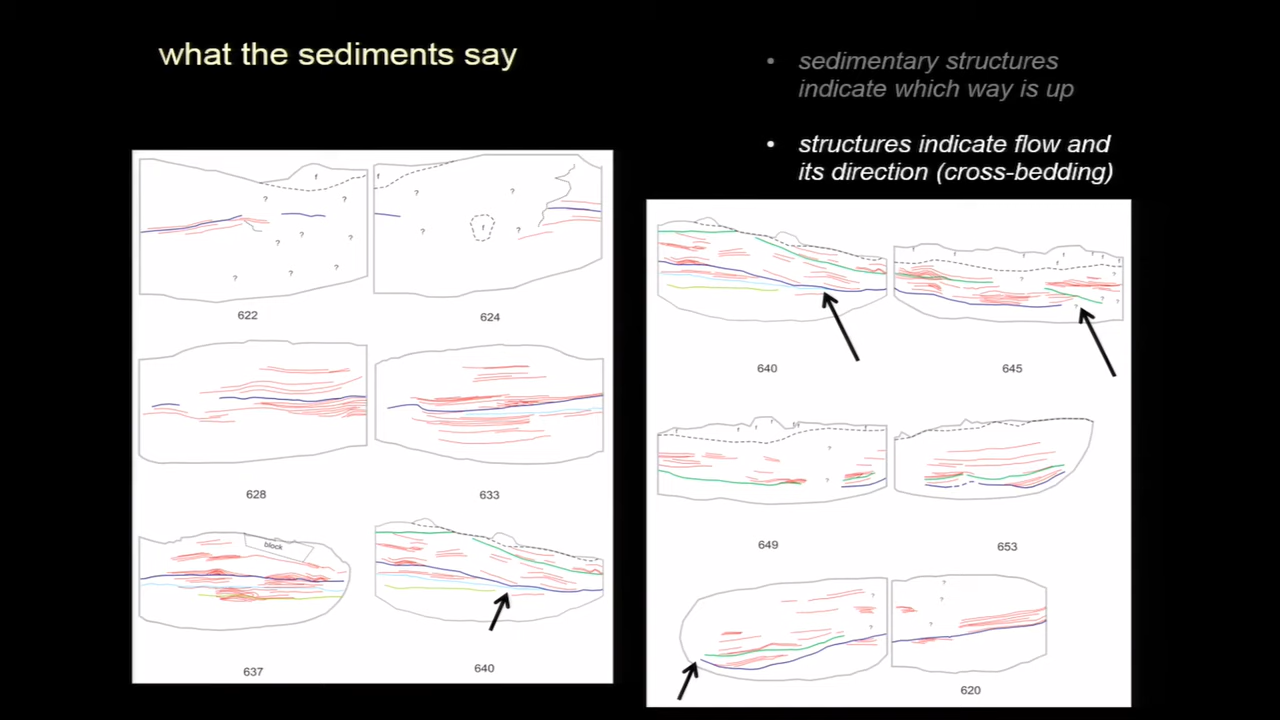 what the sediments say
• sedimentary structures
indicate which way is up
• structures indicate flow and
its direction (cross-bedding)
f
f
?
?
?
?
?
?
?
?
?
622
?
?
?
f
?
624
628
633
block
637
640
640
f
f
f
f
f
f
f
f
?
?
?
?
?
645
f
f
f
f
f
?
?
649
653
?
?
?
?
?
620